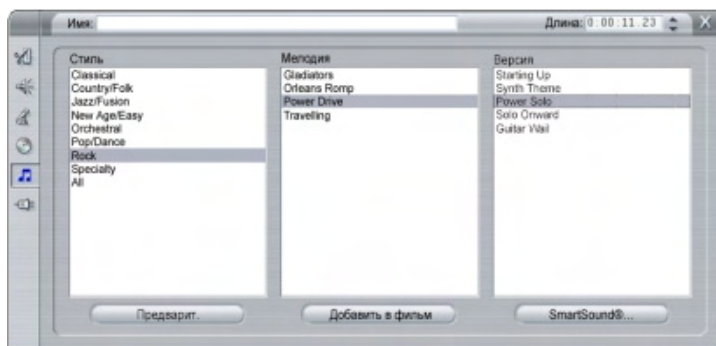 Имя:
Длина: 0:00:11.23
X
Стиль
Classical
Country/Folk
Jazz/Fusion
New Age/Easy
Orchestral
Pop/Dance
Rock
Specialty
All
Мелодия
Gladiators
Orleans Romp
Power Drive
Travelling
Версия
Starting Up
Synth Theme
Power Solo
Solo Onward
Guitar Wail
Предварит.
Добавить в фильм
SmartSound®...